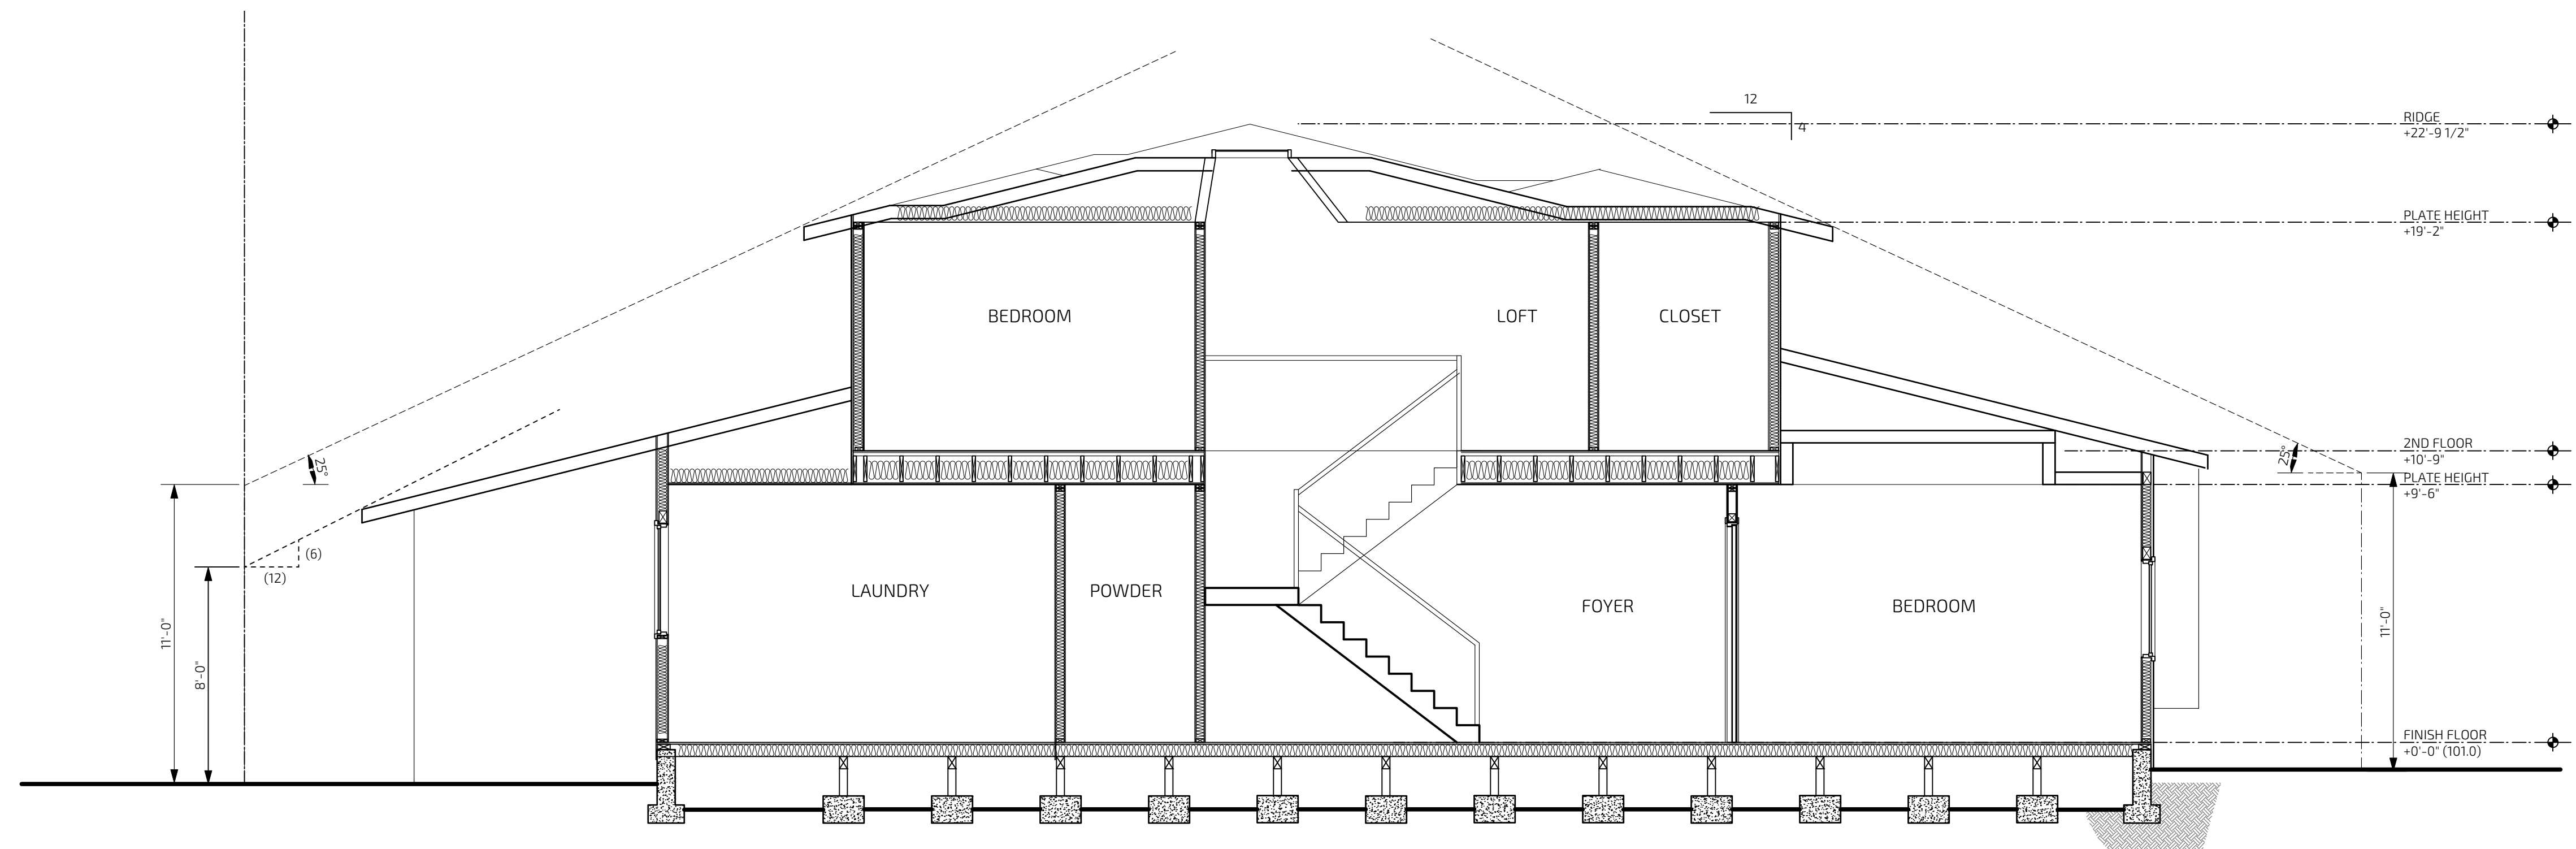 12
4
RIDGE
+22'-9 1/2"
PLATE HEIGHT
+19'-2"
BEDROOM
LOFT
CLOSET
2ND FLOOR
+10'-9"
25°
25°
PLATE HEIGHT
+9'-6"
(6)
(12)
LAUNDRY
POWDER
FOYER
BEDROOM
11'-0"
8'-0"
11'-0"
FINISH FLOOR
+0'-0" (101.0)